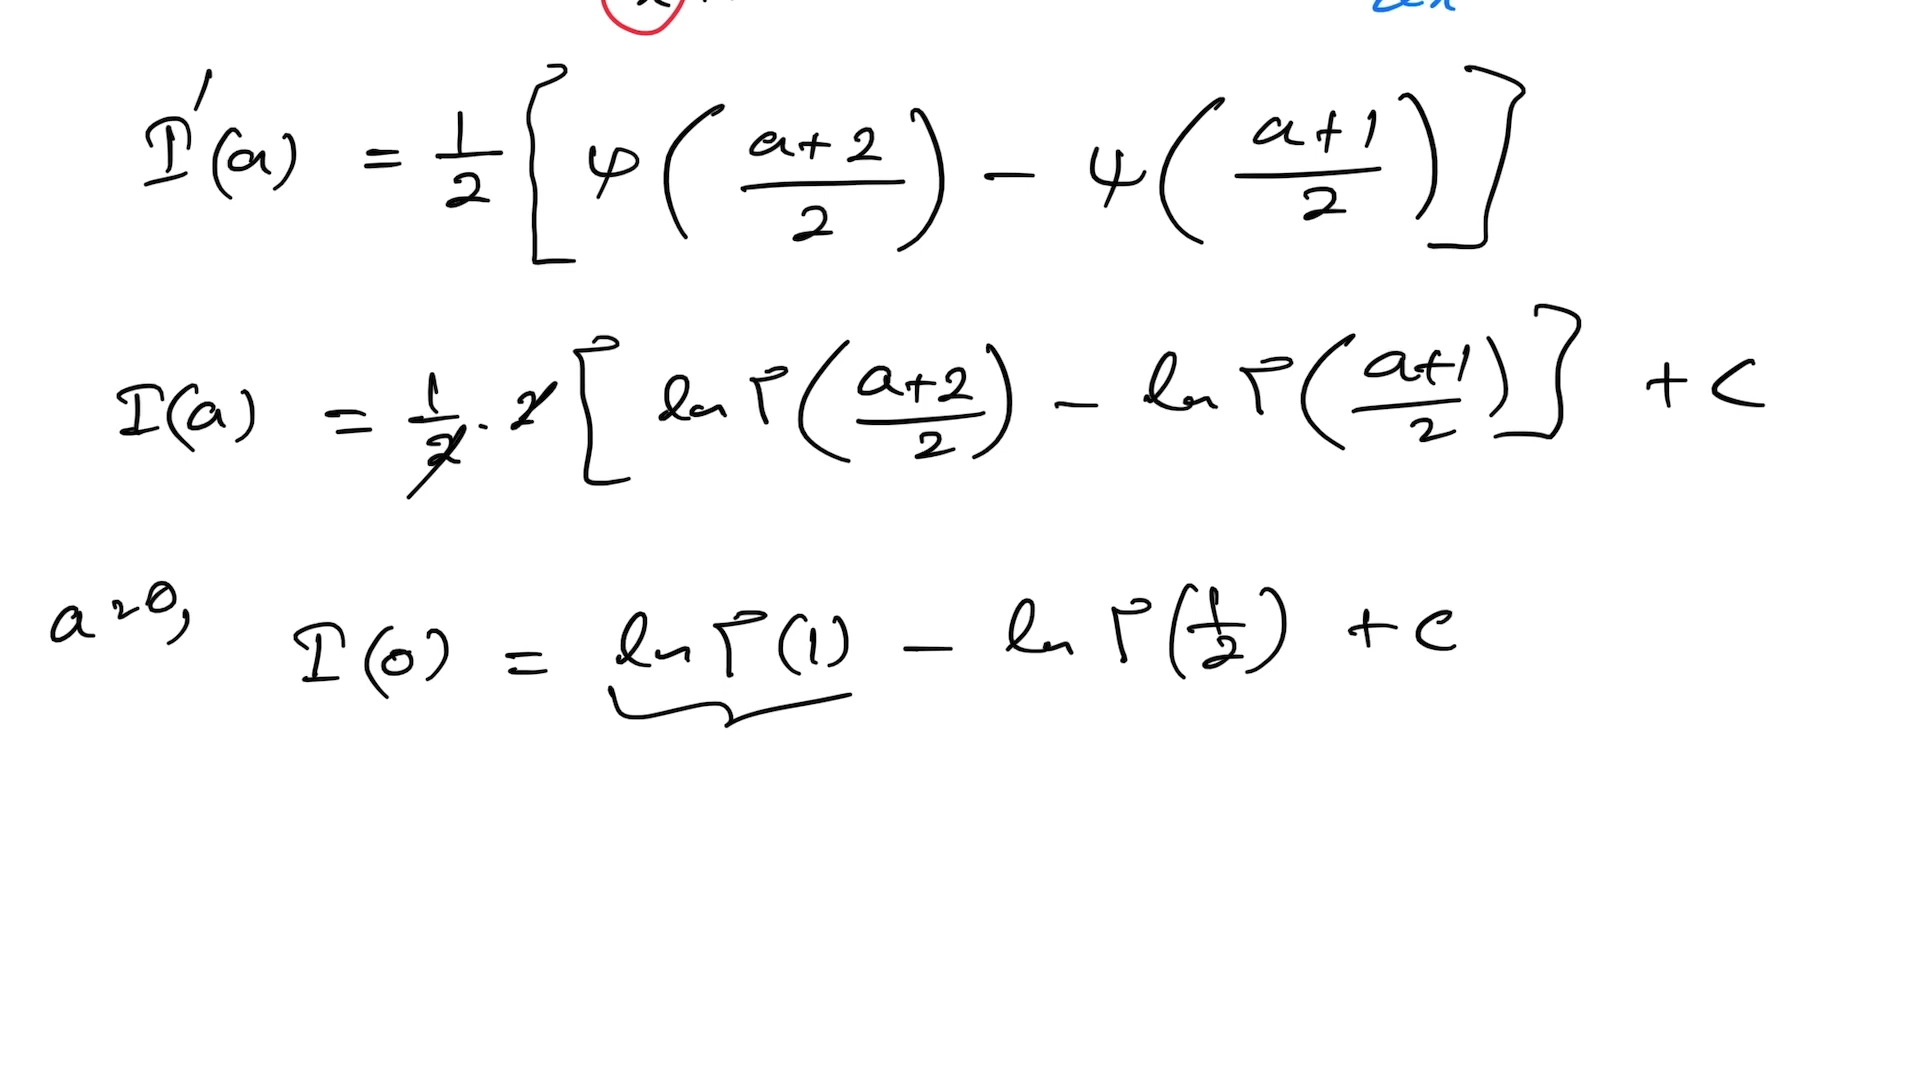 I'(a) = 1/2 [ ψ( (a+2)/2 ) - ψ( (a+1)/2 ) ]
I(a) = 1/2 · 2 [ ln Γ( (a+2)/2 ) - ln Γ( (a+1)/2 ) ] + C
a=0, I(0) = ln Γ(1) - ln Γ(1/2) + C